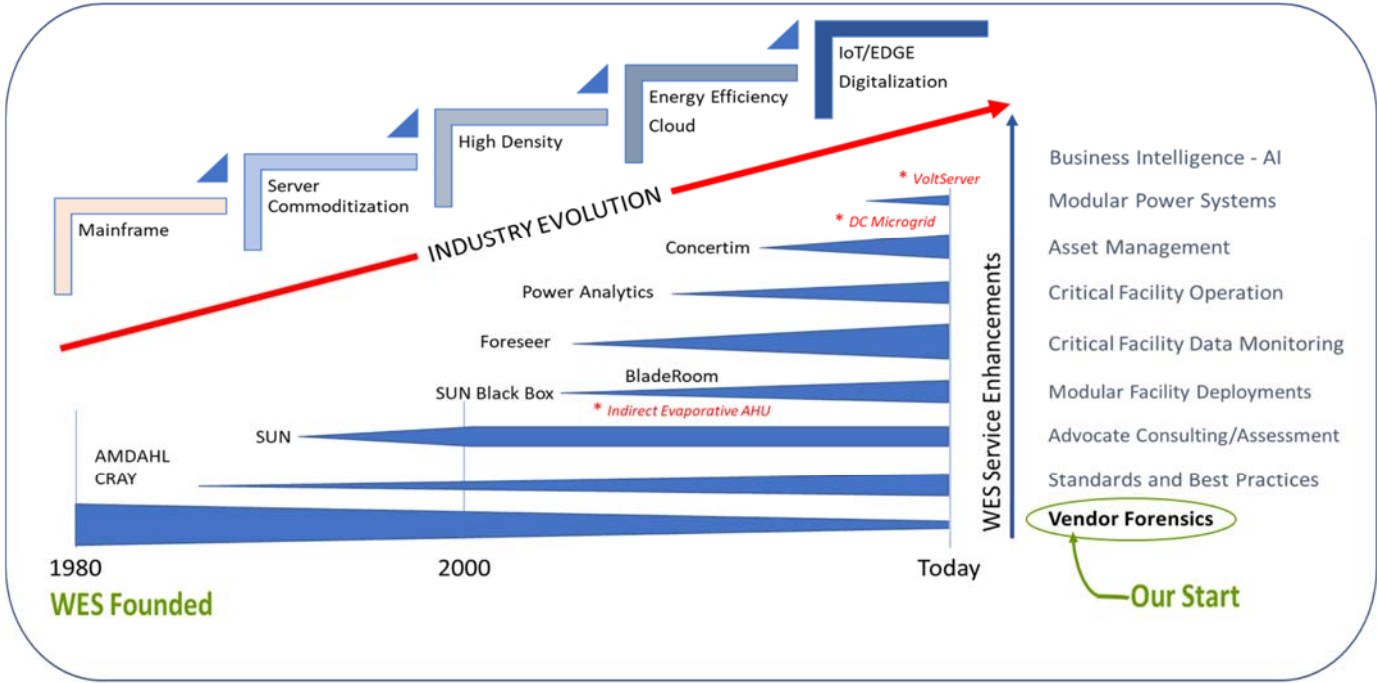 IoT/EDGE
Digitalization
Energy Efficiency
Cloud
High Density
Server
Commoditization
Mainframe
INDUSTRY EVOLUTION
* VoltServer
* DC Microgrid
Concertim
Power Analytics
Foreseer
BladeRoom
SUN Black Box
* Indirect Evaporative AHU
SUN
AMDAHL
CRAY
1980
2000
Today
WES Founded
WES Service Enhancements
Business Intelligence - AI
Modular Power Systems
Asset Management
Critical Facility Operation
Critical Facility Data Monitoring
Modular Facility Deployments
Advocate Consulting/Assessment
Standards and Best Practices
Vendor Forensics
Our Start